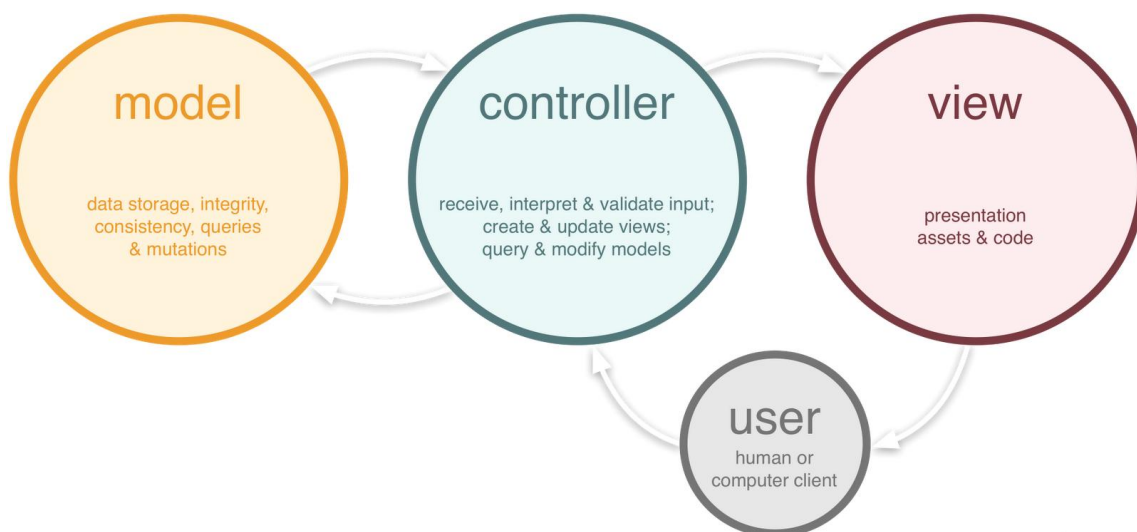 model
data storage, integrity,
consistency, queries
& mutations
controller
receive, interpret & validate input;
create & update views;
query & modify models
view
presentation
assets & code
user
human or
computer client